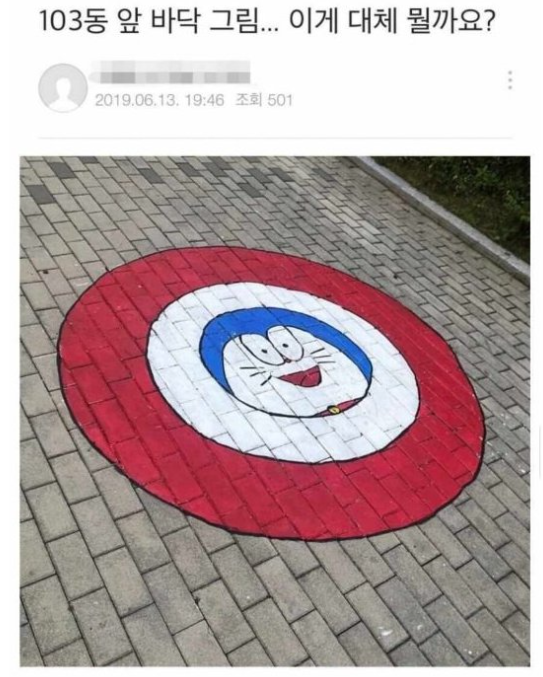 103동 앞 바닥 그림... 이게 대체 뭘까요?
2019.06.13. 19:46 조회 501